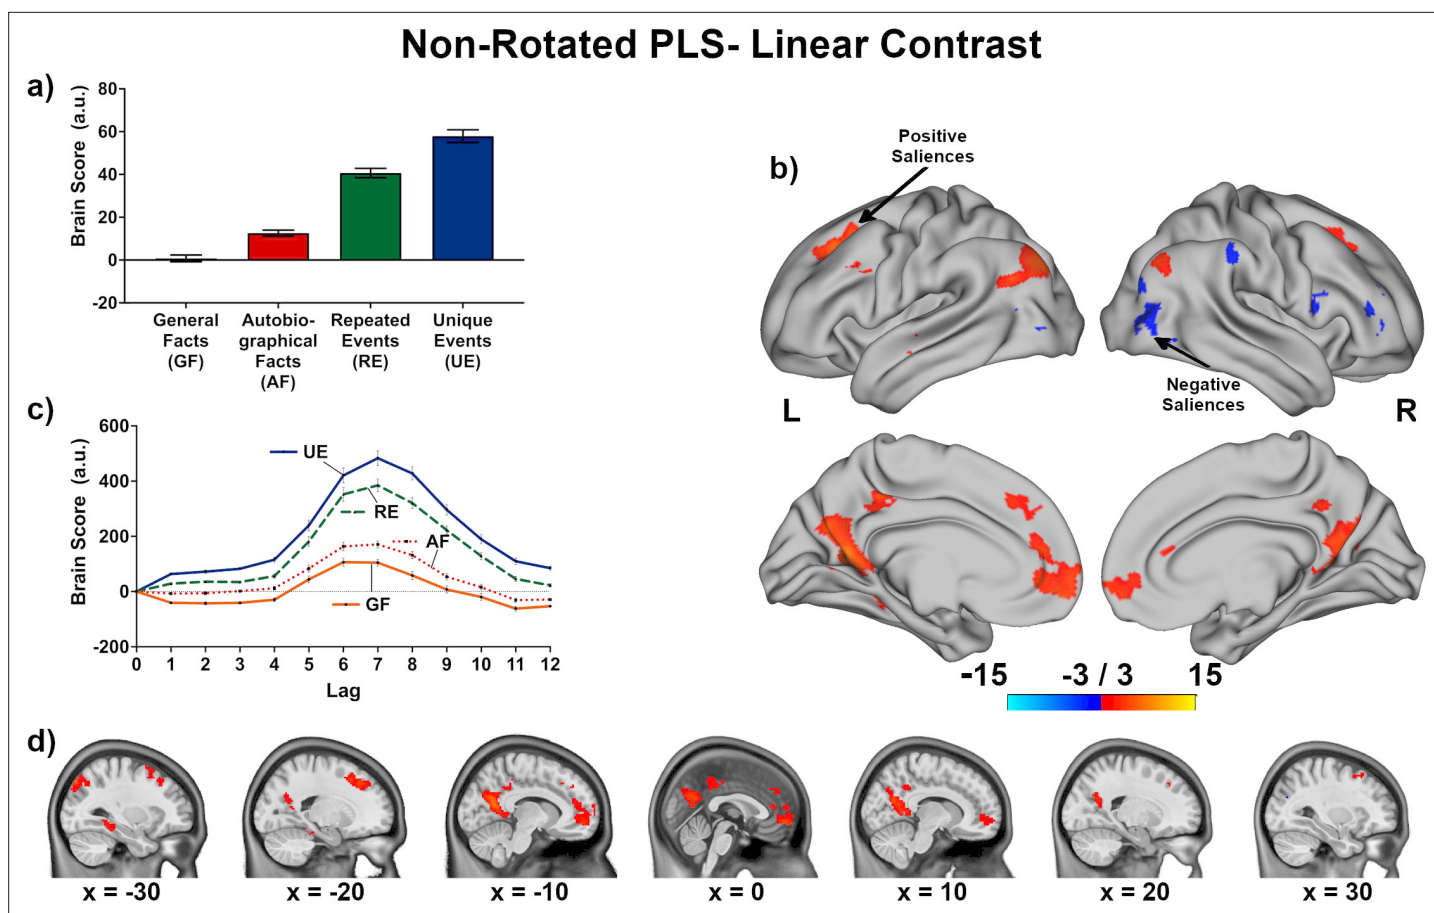 Non-Rotated PLS- Linear Contrast
a)
Brain Score (a.u.)
80
60
40
20
0
-20
General
Facts
(GF)
Autobio-
graphical
Facts
(AF)
Repeated
Events
(RE)
Unique
Events
(UE)
b)
Positive
Saliences
Negative
Saliences
L
R
-15
-3 / 3
15
c)
Brain Score (a.u.)
600
400
200
0
-200
UE
RE
AF
GF
0 1 2 3 4 5 6 7 8 9 10 11 12
Lag
d)
x = -30
x = -20
x = -10
x = 0
x = 10
x = 20
x = 30